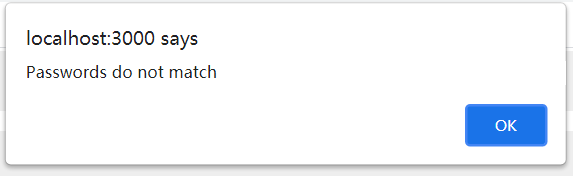 localhost:3000 says
Passwords do not match
OK